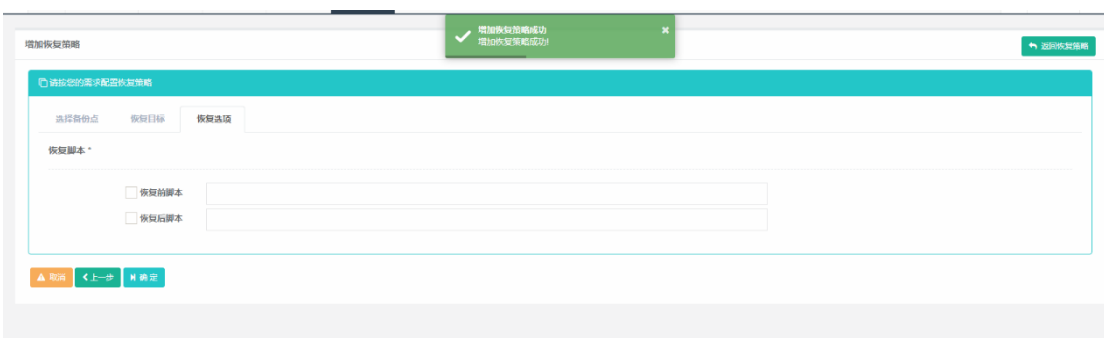 增加恢复策略成功
增加恢复策略成功!
增加恢复策略
返回恢复策略
请按您的需求配置恢复策略
选择备份点
恢复目标
恢复选项
恢复脚本 *
恢复前脚本
恢复后脚本
取消
上一步
确定